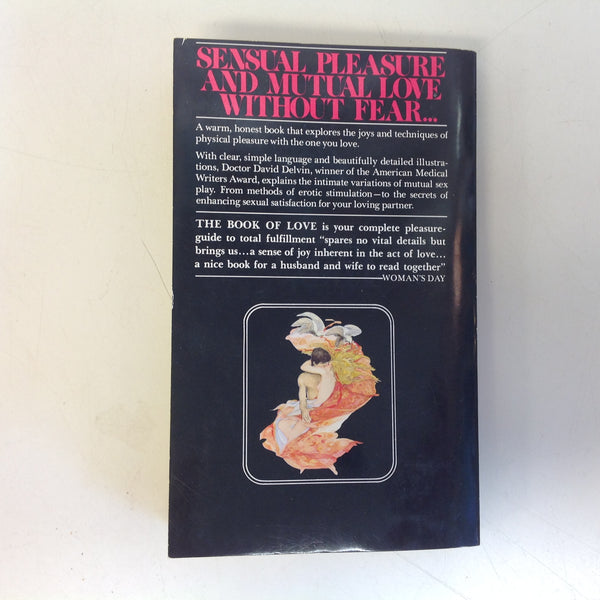 SENSUAL PLEASURE
AND MUTUAL LOVE
WITHOUT FEAR...
A warm, honest book that explores the joys and techniques of
physical pleasure with the one you love.
With clear, simple language and beautifully detailed illustra-
tions, Doctor David Delvin, winner of the American Medical
Writers Award, explains the intimate variations of mutual sex
play. From methods of erotic stimulation—to the secrets of
enhancing sexual satisfaction for your loving partner.
THE BOOK OF LOVE is your complete pleasure-
guide to total fulfillment "spares no vital details but
brings us...a sense of joy inherent in the act of love...
a nice book for a husband and wife to read together"
—WOMAN'S DAY